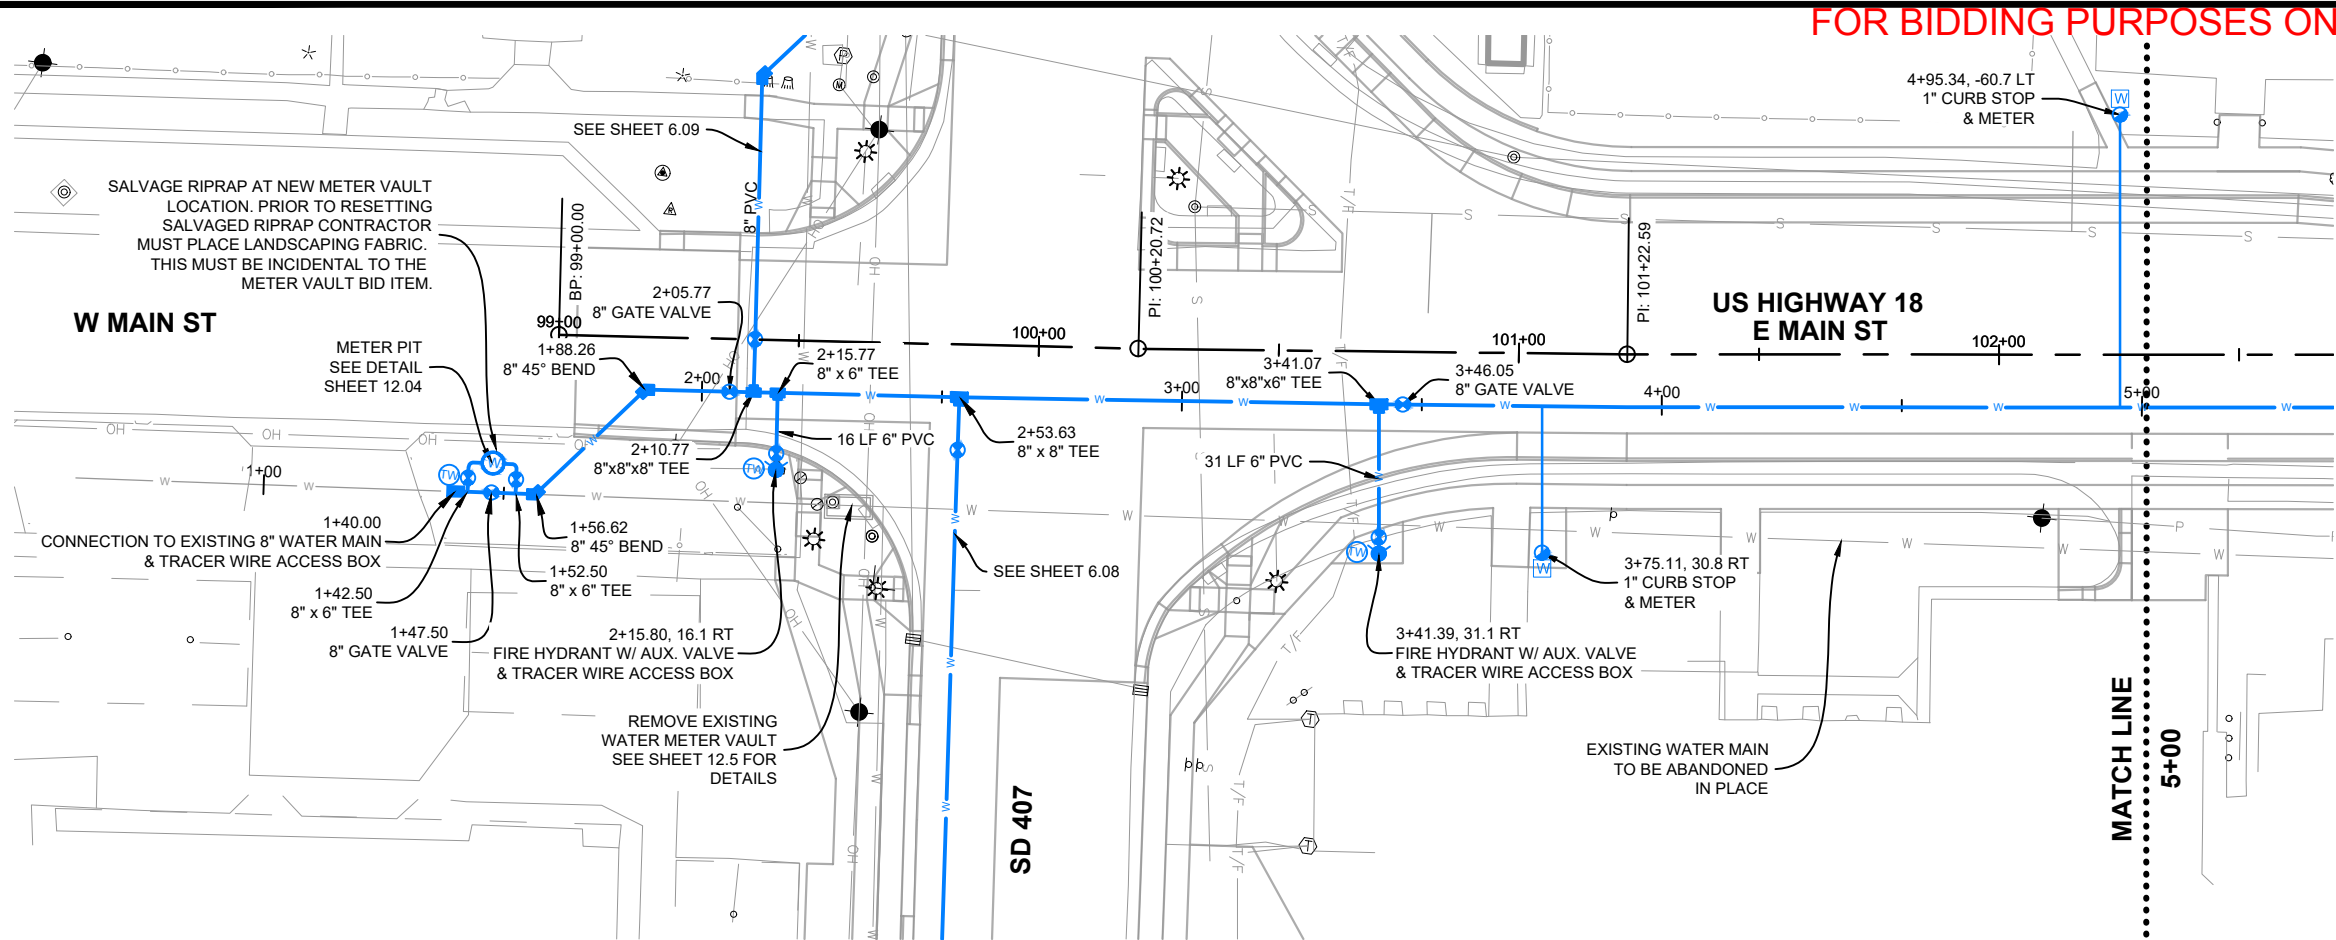 FOR BIDDING PURPOSES ON
4+95.34, -60.7 LT
1" CURB STOP
& METER
W
SEE SHEET 6.09
8" PVC
SALVAGE RIPRAP AT NEW METER VAULT
LOCATION. PRIOR TO RESETTING
SALVAGED RIPRAP CONTRACTOR
MUST PLACE LANDSCAPING FABRIC.
THIS MUST BE INCIDENTAL TO THE
METER VAULT BID ITEM.
BP: 99+00.00
PI: 100+20.72
PI: 101+22.59
W MAIN ST
US HIGHWAY 18
E MAIN ST
99+00
100+00
101+00
102+00
2+05.77
8" GATE VALVE
METER PIT
SEE DETAIL
SHEET 12.04
1+88.26
8" 45° BEND
2+15.77
8" x 6" TEE
3+41.07
8"x8"x6" TEE
3+46.05
8" GATE VALVE
1+00
2+00
3+00
4+00
5+00
2+10.77
8"x8"x8" TEE
16 LF 6" PVC
2+53.63
8" x 8" TEE
31 LF 6" PVC
TW
W
TW
TW
1+40.00
CONNECTION TO EXISTING 8" WATER MAIN
& TRACER WIRE ACCESS BOX
1+56.62
8" 45° BEND
1+52.50
8" x 6" TEE
1+42.50
8" x 6" TEE
1+47.50
8" GATE VALVE
2+15.80, 16.1 RT
FIRE HYDRANT W/ AUX. VALVE
& TRACER WIRE ACCESS BOX
SEE SHEET 6.08
3+75.11, 30.8 RT
1" CURB STOP
& METER
W
3+41.39, 31.1 RT
FIRE HYDRANT W/ AUX. VALVE
& TRACER WIRE ACCESS BOX
REMOVE EXISTING
WATER METER VAULT
SEE SHEET 12.5 FOR
DETAILS
EXISTING WATER MAIN
TO BE ABANDONED
IN PLACE
SD 407
MATCH LINE
5+00